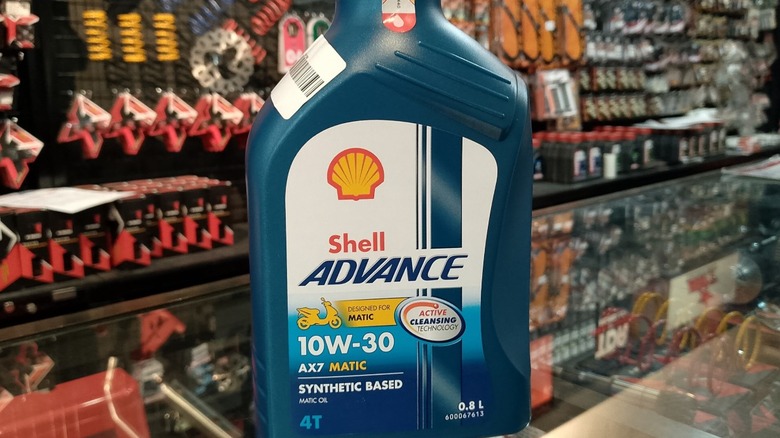 Shell
ADVANCE
DESIGNED FOR
MATIC
ACTIVE
CLEANSING
TECHNOLOGY
10W-30
AX7 MATIC
SYNTHETIC BASED
MATIC OIL
4T
0.8 L
600067613